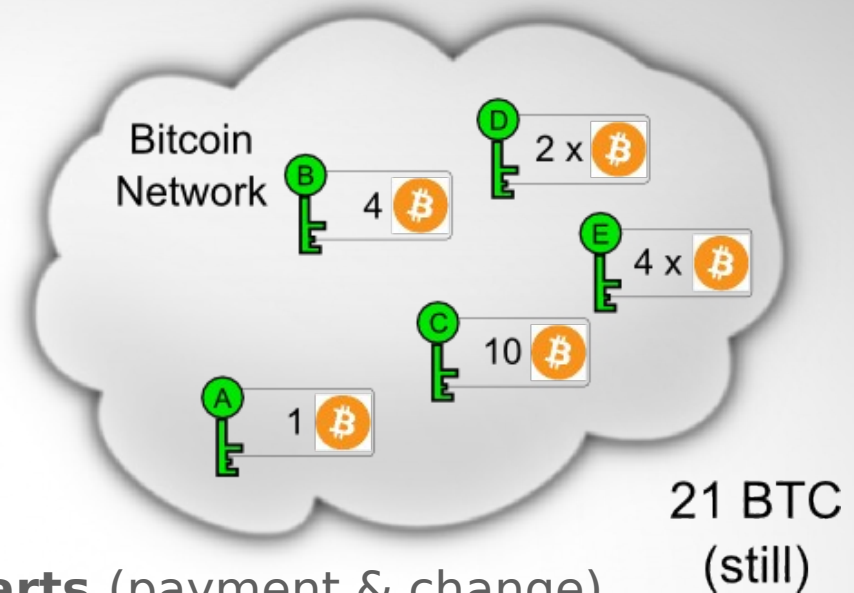 Bitcoin
Network
B
4
D
2 x
E
4 x
C
10
A
1
21 BTC
(still)
(payment & change)